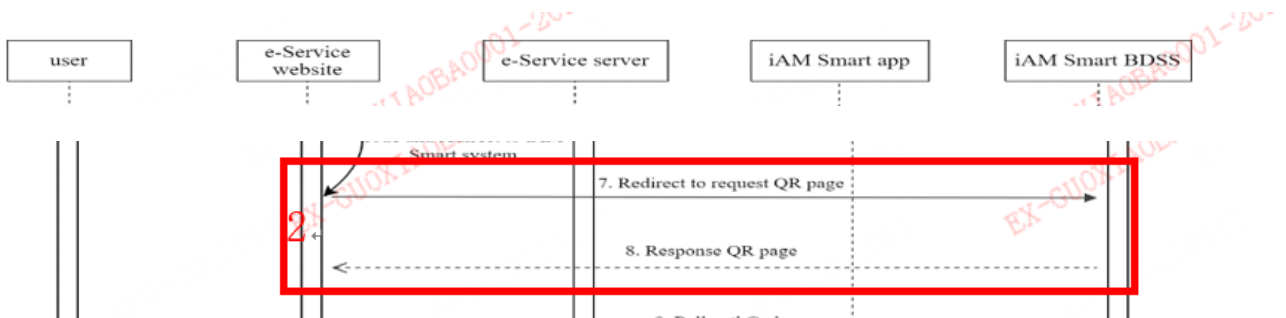 user
e-Service
website
e-Service server
iAM Smart app
iAM Smart BDSS
Smart system
7. Redirect to request QR page
2
8. Response QR page